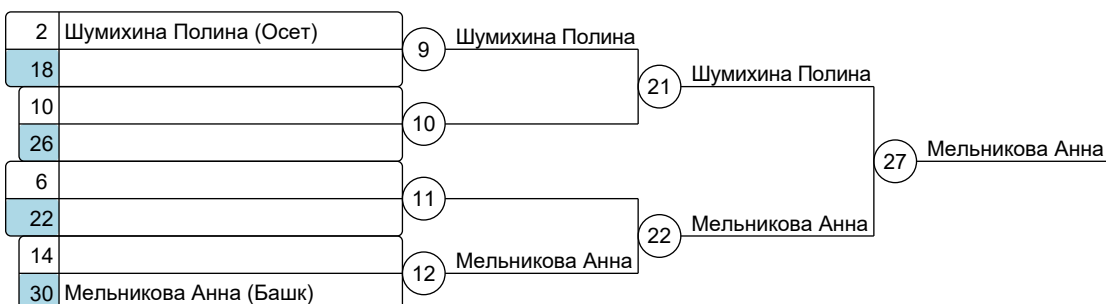 2 Шумихина Полина (Осет)
9 Шумихина Полина
18
21 Шумихина Полина
10
10
26
27 Мельникова Анна
6
11
22
22 Мельникова Анна
14
12 Мельникова Анна
30 Мельникова Анна (Башк)